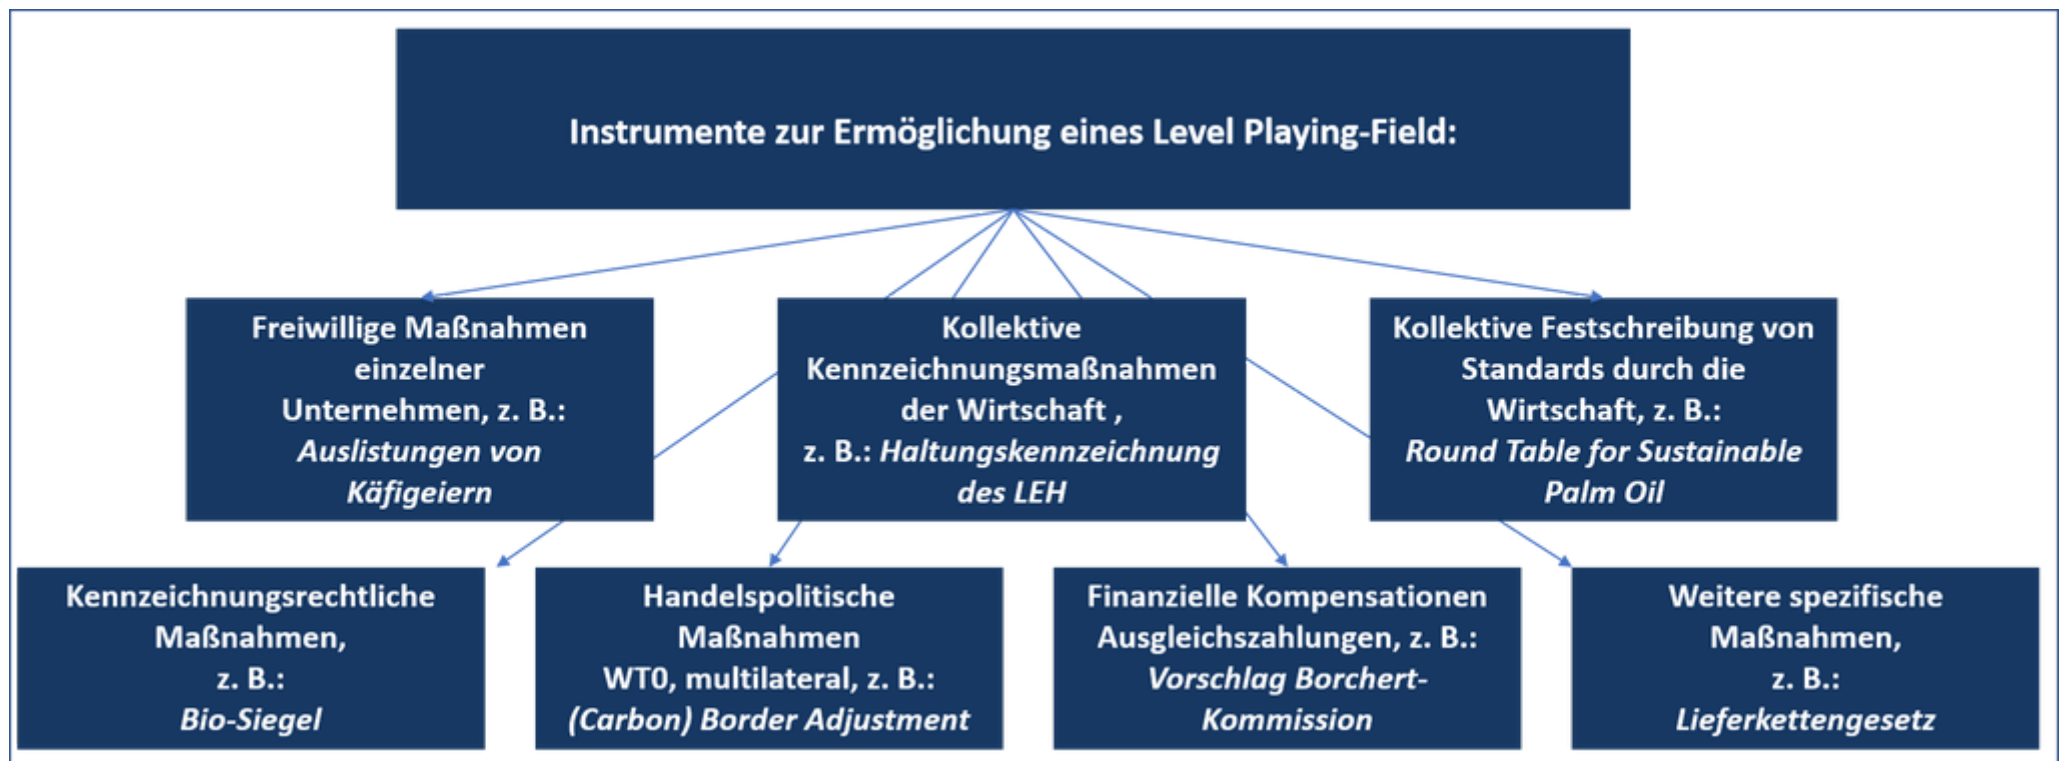 Instrumente zur Ermöglichung eines Level Playing-Field:
Freiwillige Maßnahmen
einzelner
Unternehmen, z. B.:
Auslistungen von
Käfigeiern
Kollektive
Kennzeichnungsmaßnahmen
der Wirtschaft ,
z. B.: Haltungskennzeichnung
des LEH
Kollektive Festschreibung von
Standards durch die
Wirtschaft, z. B.:
Round Table for Sustainable
Palm Oil
Kennzeichnungsrechtliche
Maßnahmen,
z. B.:
Bio-Siegel
Handelspolitische
Maßnahmen
WT0, multilateral, z. B.:
(Carbon) Border Adjustment
Finanzielle Kompensationen
Ausgleichszahlungen, z. B.:
Vorschlag Borchert-
Kommission
Weitere spezifische
Maßnahmen,
z. B.:
Lieferkettengesetz